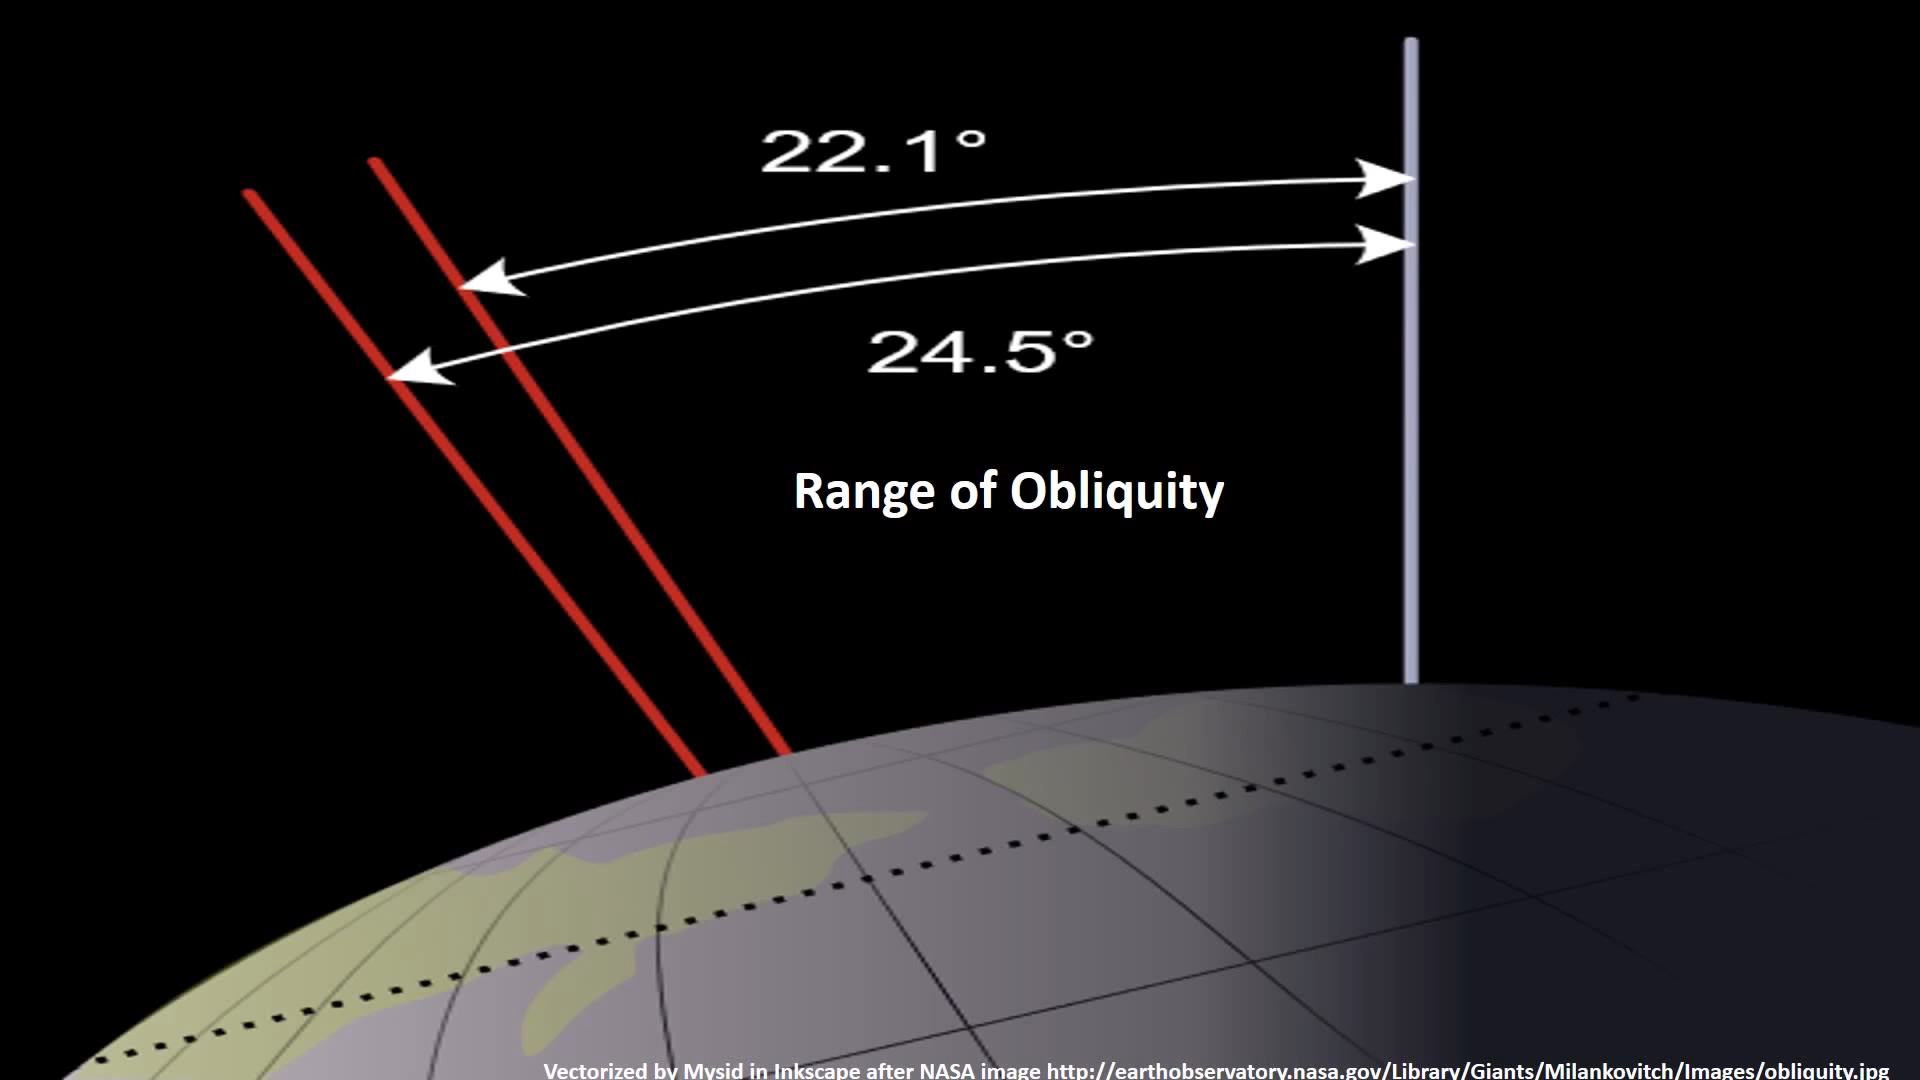 22.1°
24.5°
Range of Obliquity
Vectorized by Mysid in Inkscape after NASA image http://earthobservatory.nasa.gov/Library/Giants/Milankovitch/Images/obliquity.jpg